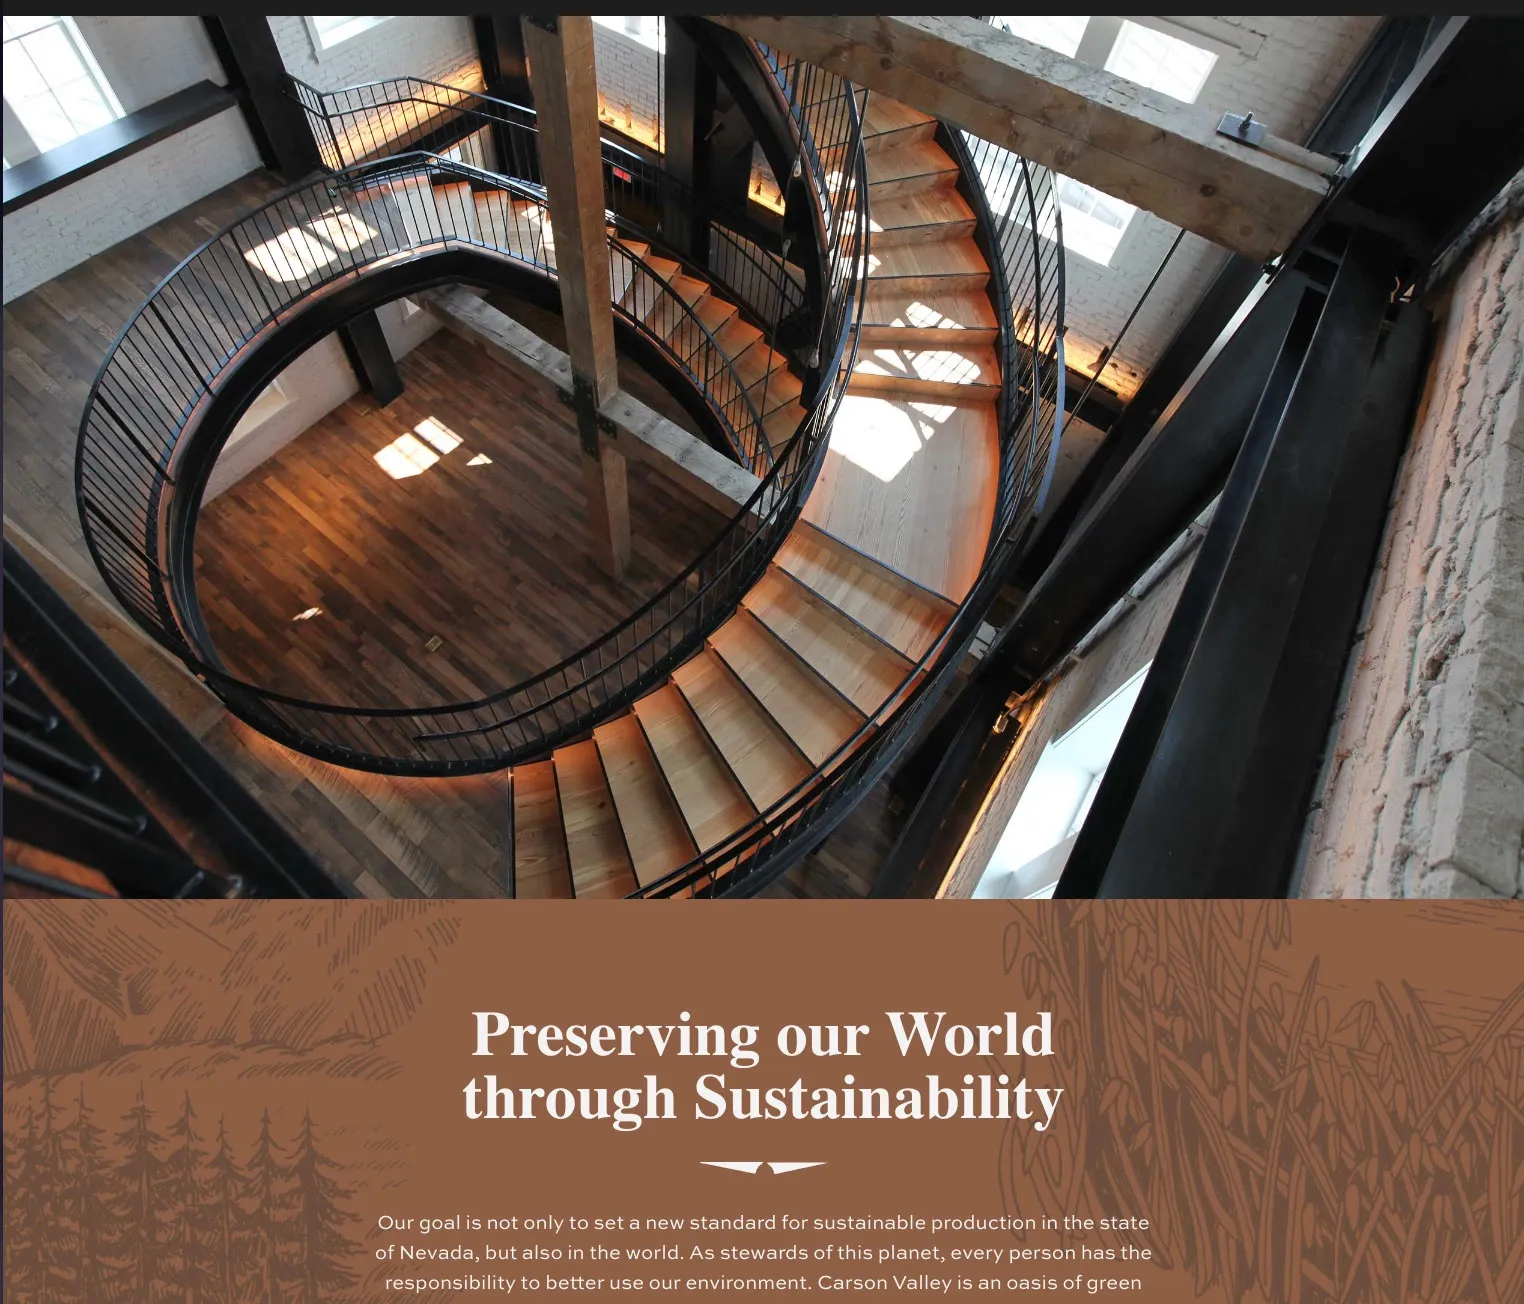 Preserving our World
through Sustainability
Our goal is not only to set a new standard for sustainable production in the state
of Nevada, but also in the world. As stewards of this planet, every person has the
responsibility to better use our environment. Carson Valley is an oasis of green